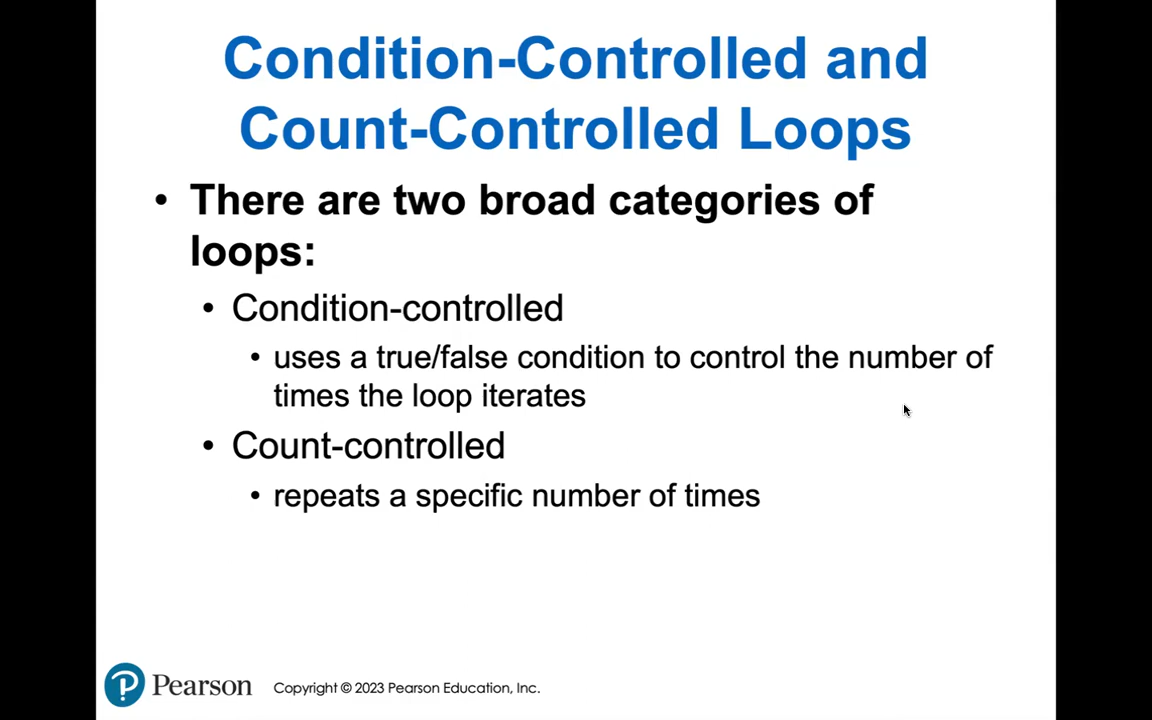 Condition-Controlled and
Count-Controlled Loops
• There are two broad categories of
loops:
• Condition-controlled
• uses a true/false condition to control the number of
times the loop iterates
• Count-controlled
• repeats a specific number of times
P Pearson
Copyright © 2023 Pearson Education, Inc.